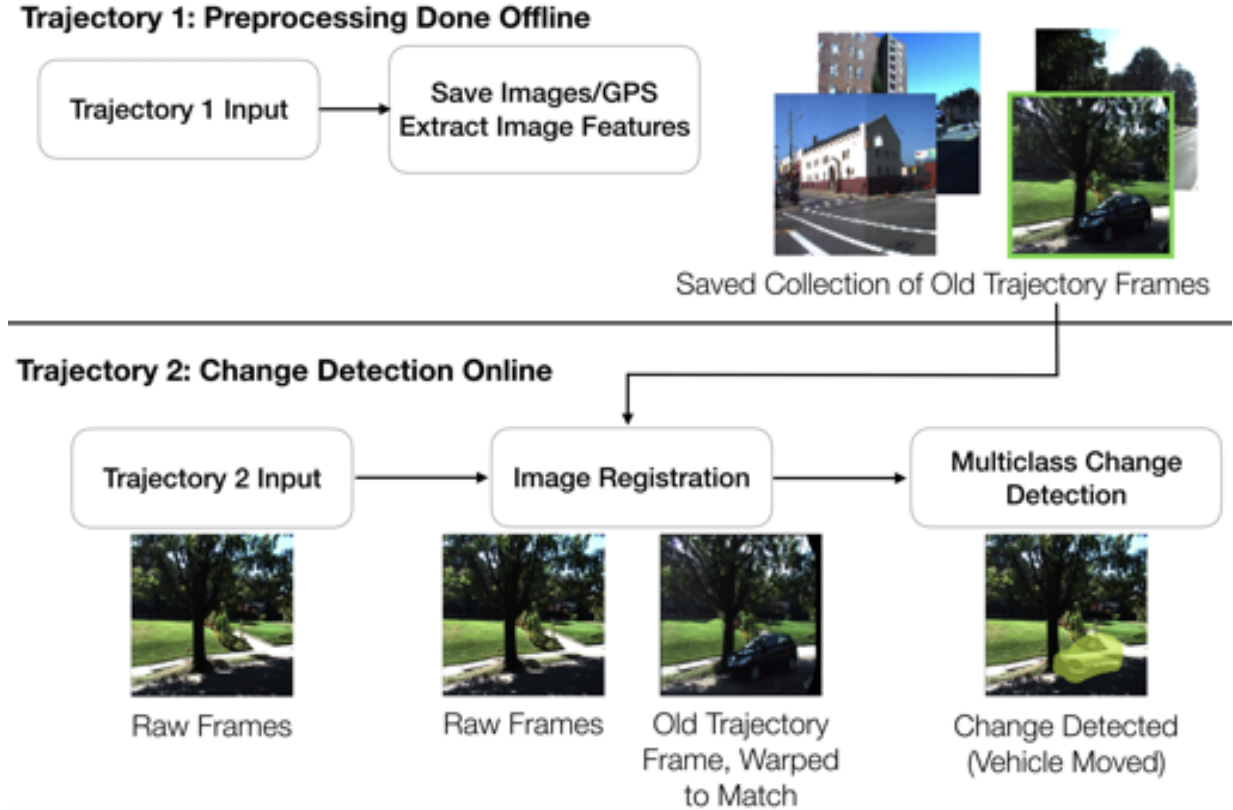 Trajectory 1: Preprocessing Done Offline
Trajectory 1 Input
Save Images/GPS
Extract Image Features
Saved Collection of Old Trajectory Frames
Trajectory 2: Change Detection Online
Trajectory 2 Input
Image Registration
Multiclass Change
Detection
Raw Frames
Raw Frames
Old Trajectory
Frame, Warped
to Match
Change Detected
(Vehicle Moved)